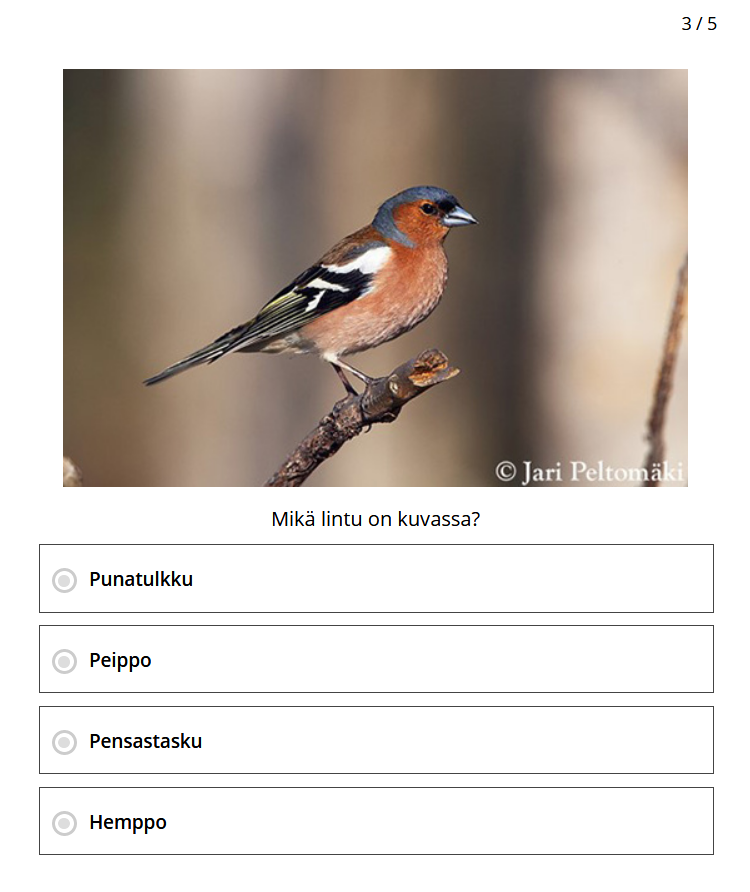 3 / 5
© Jari Peltomäki
Mikä lintu on kuvassa?
Punatulkku
Peippo
Pensastasku
Hemppo